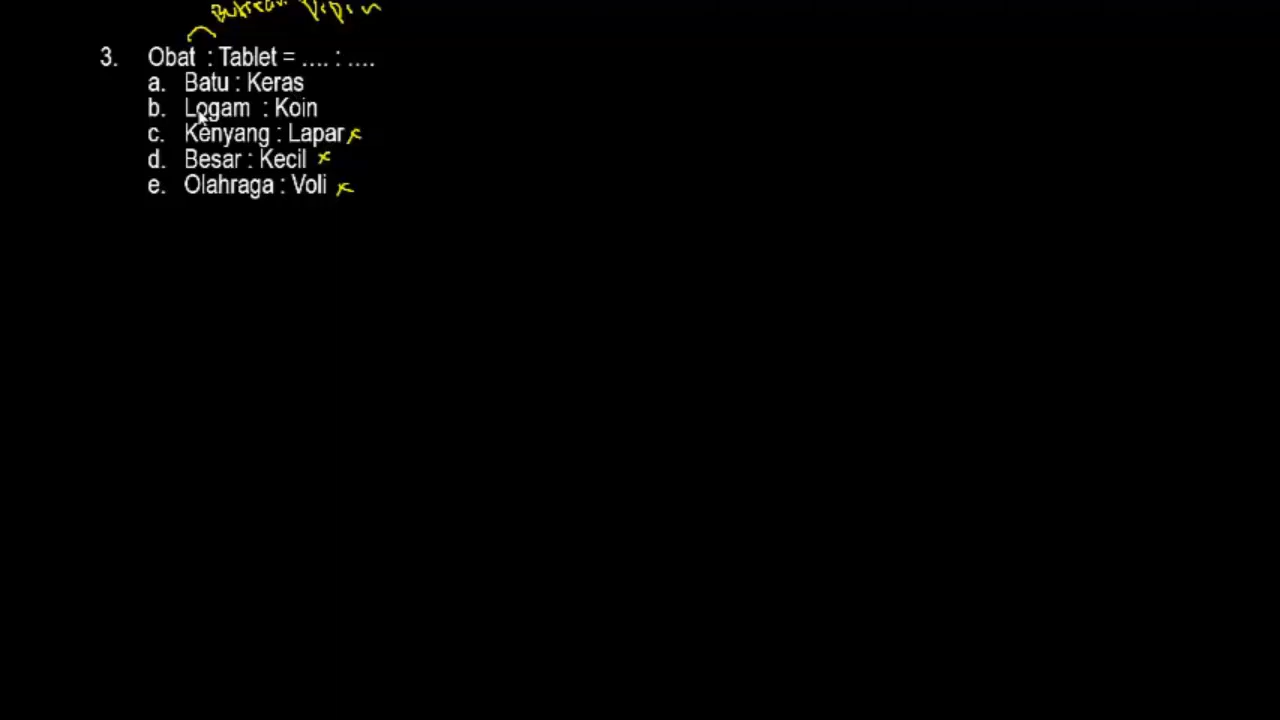 3. Obat : Tablet = .... : ....
a. Batu : Keras
b. Logam : Koin
c. Kenyang : Lapar x
d. Besar : Kecil x
e. Olahraga : Voli x